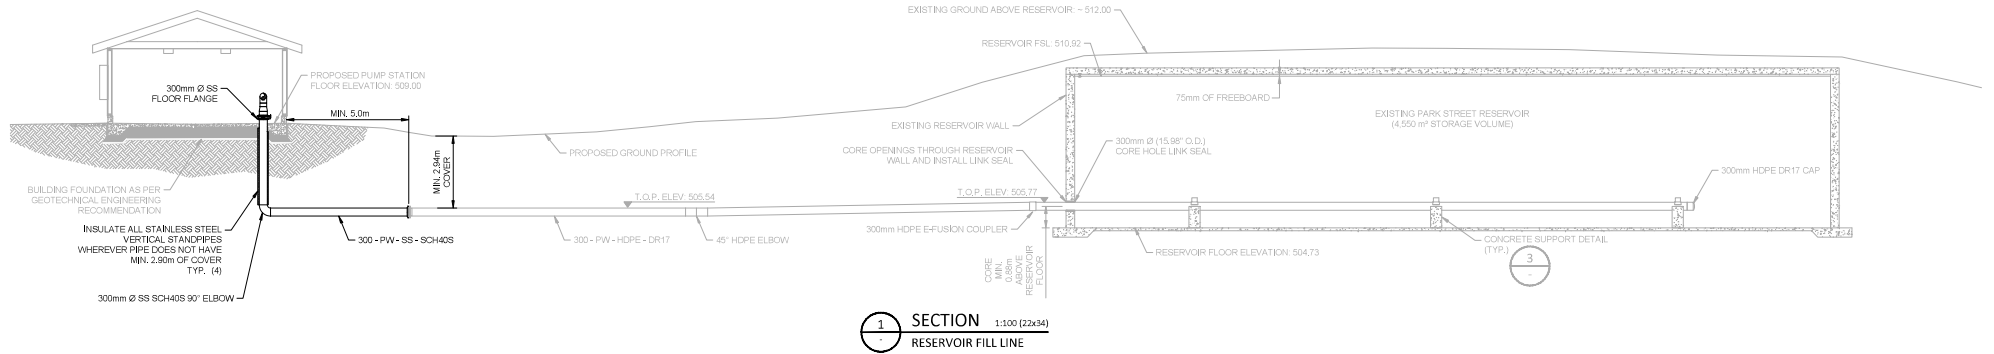 EXISTING GROUND ABOVE RESERVOIR: ~ 512.00
RESERVOIR FSL: 510.92
PROPOSED PUMP STATION
FLOOR ELEVATION: 509.00
300mm Ø SS
FLOOR FLANGE
MIN. 5.0m
75mm OF FREEBOARD
EXISTING PARK STREET RESERVOIR
(4,550 m³ STORAGE VOLUME)
EXISTING RESERVOIR WALL
PROPOSED GROUND PROFILE
MIN. 2.94m
COVER
CORE OPENINGS THROUGH RESERVOIR
WALL AND INSTALL LINK SEAL
300mm Ø (15.98" O.D.)
CORE HOLE LINK SEAL
300mm HDPE DR17 CAP
BUILDING FOUNDATION AS PER
GEOTECHNICAL ENGINEERING
RECOMMENDATION
T.O.P. ELEV: 505.54
T.O.P. ELEV: 505.77
INSULATE ALL STAINLESS STEEL
VERTICAL STANDPIPES
WHEREVER PIPE DOES NOT HAVE
MIN. 2.90m OF COVER
TYP. (4)
300 - PW - SS - SCH40S
300 - PW - HDPE - DR17
45° HDPE ELBOW
300mm HDPE E-FUSION COUPLER
CORE
MIN.
0.88m
ABOVE
RESERVOIR
FLOOR
RESERVOIR FLOOR ELEVATION: 504.73
CONCRETE SUPPORT DETAIL
(TYP.)
3
-
300mm Ø SS SCH40S 90° ELBOW
1
-
SECTION 1:100 (22x34)
RESERVOIR FILL LINE